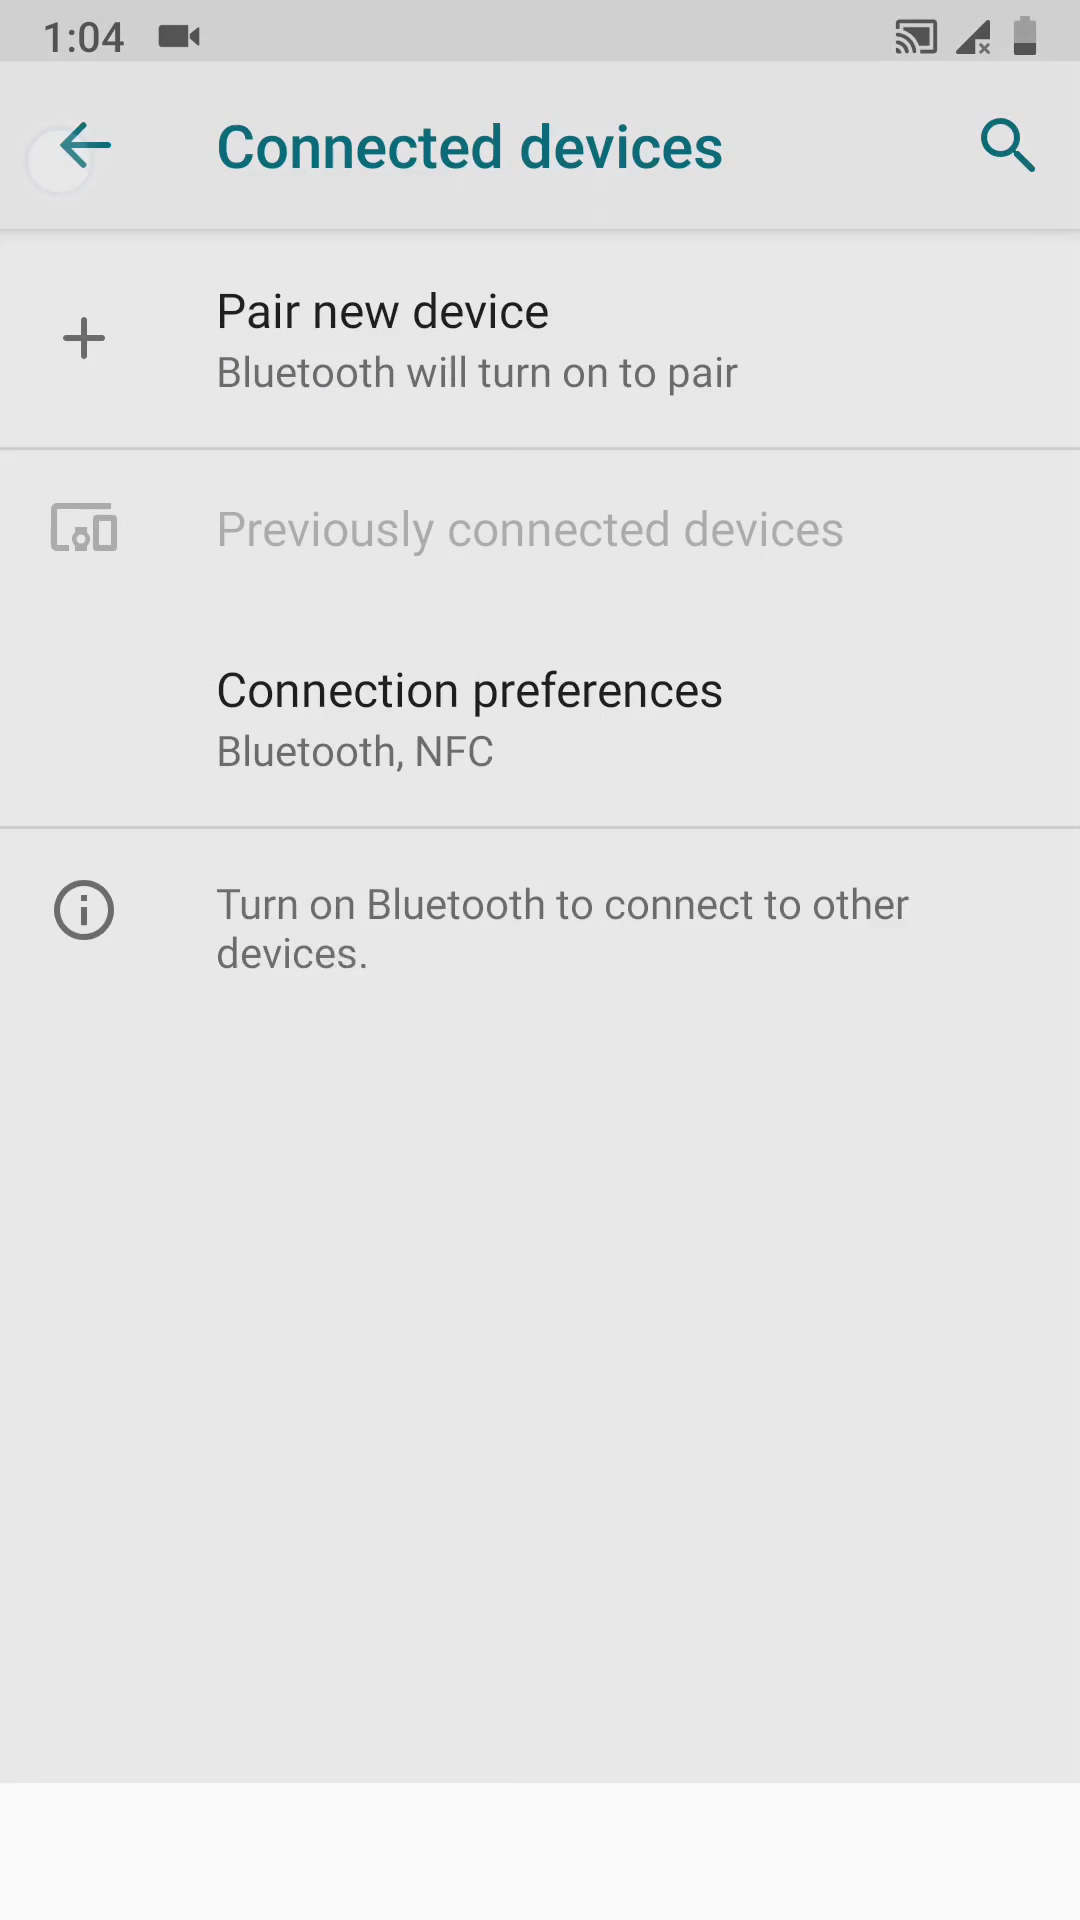 1:04
Connected devices
Pair new device
Bluetooth will turn on to pair
Previously connected devices
Connection preferences
Bluetooth, NFC
Turn on Bluetooth to connect to other
devices.